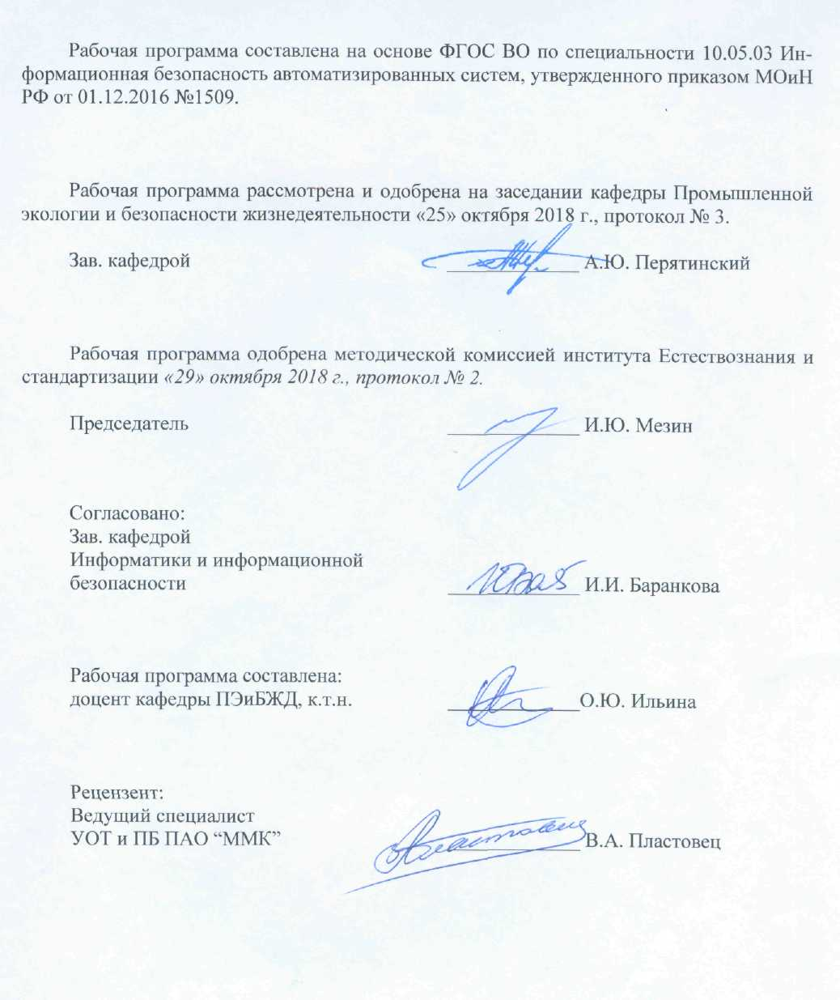 Рабочая программа составлена на основе ФГОС ВО по специальности 10.05.03 Ин-
формационная безопасность автоматизированных систем, утвержденного приказом МОиН
РФ от 01.12.2016 №1509.
Рабочая программа рассмотрена и одобрена на заседании кафедры Промышленной
экологии и безопасности жизнедеятельности «25» октября 2018 г., протокол № 3.
Зав. кафедрой А.Ю. Перятинский
Рабочая программа одобрена методической комиссией института Естествознания и
стандартизации «29» октября 2018 г., протокол № 2.
Председатель И.Ю. Мезин
Согласовано:
Зав. кафедрой
Информатики и информационной
безопасности И.И. Баранкова
Рабочая программа составлена:
доцент кафедры ПЭиБЖД, к.т.н. О.Ю. Ильина
Рецензент:
Ведущий специалист
УОТ и ПБ ПАО “ММК” В.А. Пластовец